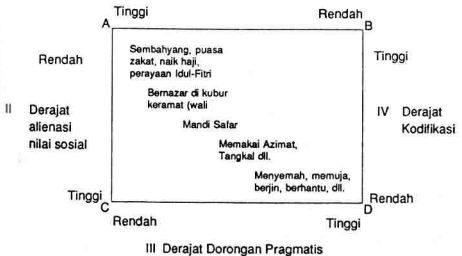 Tinggi Rendah
A B
Sembahyang, puasa
zakat, naik haji,
perayaan Idul-Fitri
Rendah Tinggi
Bernazar di kubur
keramat (wali
II Derajat
alienasi
nilai sosial
IV Derajat
Kodifikasi
Mandi Safar
Memakai Azimat,
Tangkal dll.
Menyemah, memuja,
berjin, berhantu, dll.
Tinggi Rendah
C D
Rendah Tinggi
III Derajat Dorongan Pragmatis